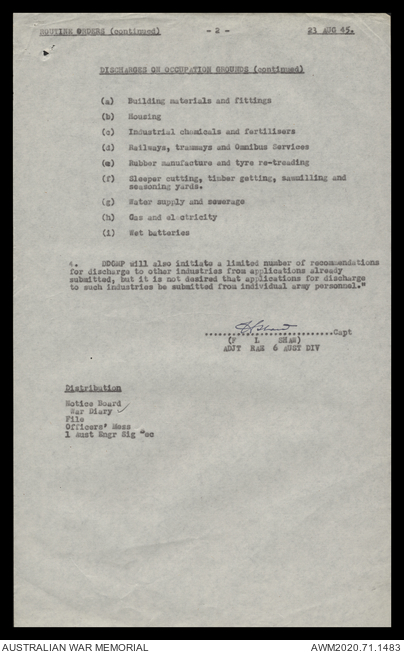 ROUTINE ORDERS (continued) - 2 - 23 AUG 45.
DISCHARGES ON OCCUPATION GROUNDS (continued)
(a) Building materials and fittings
(b) Housing
(c) Industrial chemicals and fertilisers
(d) Railways, tramways and Omnibus Services
(e) Rubber manufacture and tyre re-treading
(f) Sleeper cutting, timber getting, sawmilling and
seasoning yards.
(g) Water supply and sewerage
(h) Gas and electricity
(i) Wet batteries
4. DDGMP will also initiate a limited number of recommendations
for discharge to other industries from applications already
submitted, but it is not desired that applications for discharge
to such industries be submitted from individual army personnel."
..............................Capt
(F L SHAW)
ADJT RAE 6 AUST DIV
Distribution
Notice Board
War Diary
File
Officers' Mess
1 Aust Engr Sig Sec
AUSTRALIAN WAR MEMORIAL AWM2020.71.1483